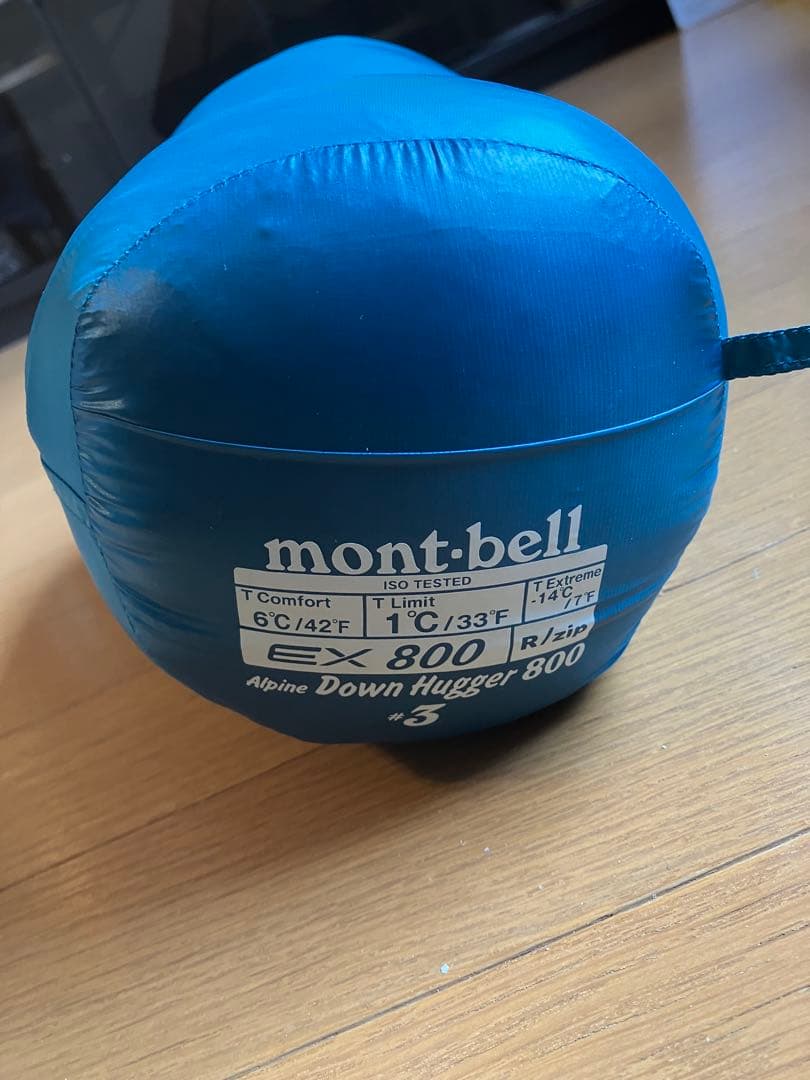 mont-bell
ISO TESTED
T Comfort T Limit T Extreme
6℃/42°F 1℃/33°F -14℃/7°F
EX 800 R/zip
Alpine Down Hugger 800
#3